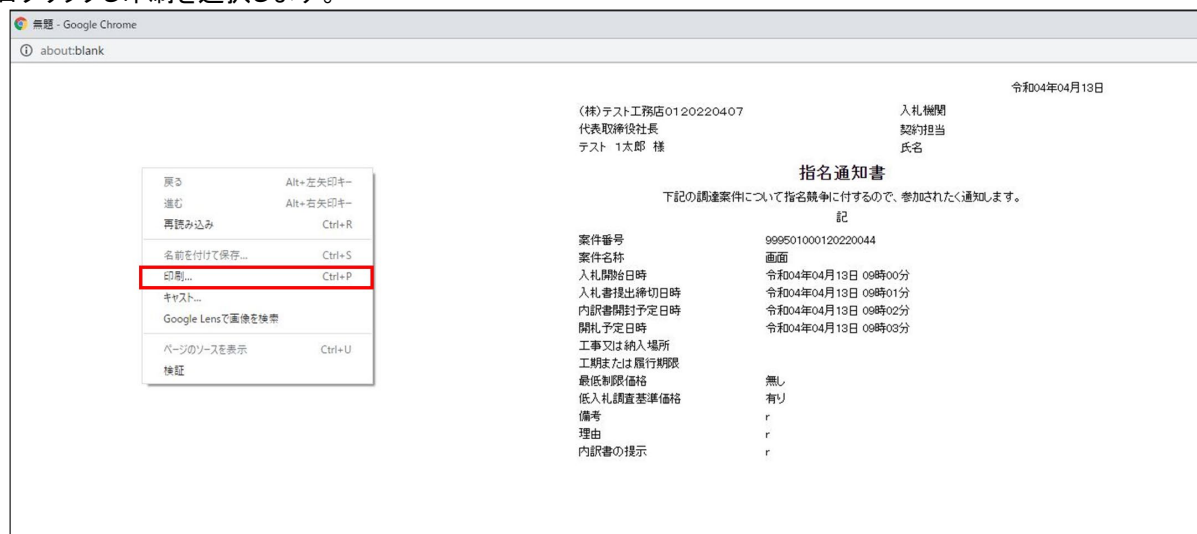 右クリックし印刷を選択します。
無題 - Google Chrome
about:blank
令和04年04月13日
(株)テスト工務店0120220407 入札機関
代表取締役社長 契約担当
テスト 1太郎 様 氏名
指名通知書
下記の調達案件について指名競争に付するので、参加されたく通知します。
記
案件番号 999501000120220044
案件名称 画面
入札開始日時 令和04年04月13日 09時00分
入札書提出締切日時 令和04年04月13日 09時01分
内訳書開封予定日時 令和04年04月13日 09時02分
開札予定日時 令和04年04月13日 09時03分
工事又は納入場所
工期または履行期限
最低制限価格 無し
低入札調査基準価格 有り
備考 r
理由 r
内訳書の提示 r
戻る Alt+左矢印キー
進む Alt+右矢印キー
再読み込み Ctrl+R
名前を付けて保存... Ctrl+S
印刷... Ctrl+P
キャスト...
Google Lensで画像を検索
ページのソースを表示 Ctrl+U
検証